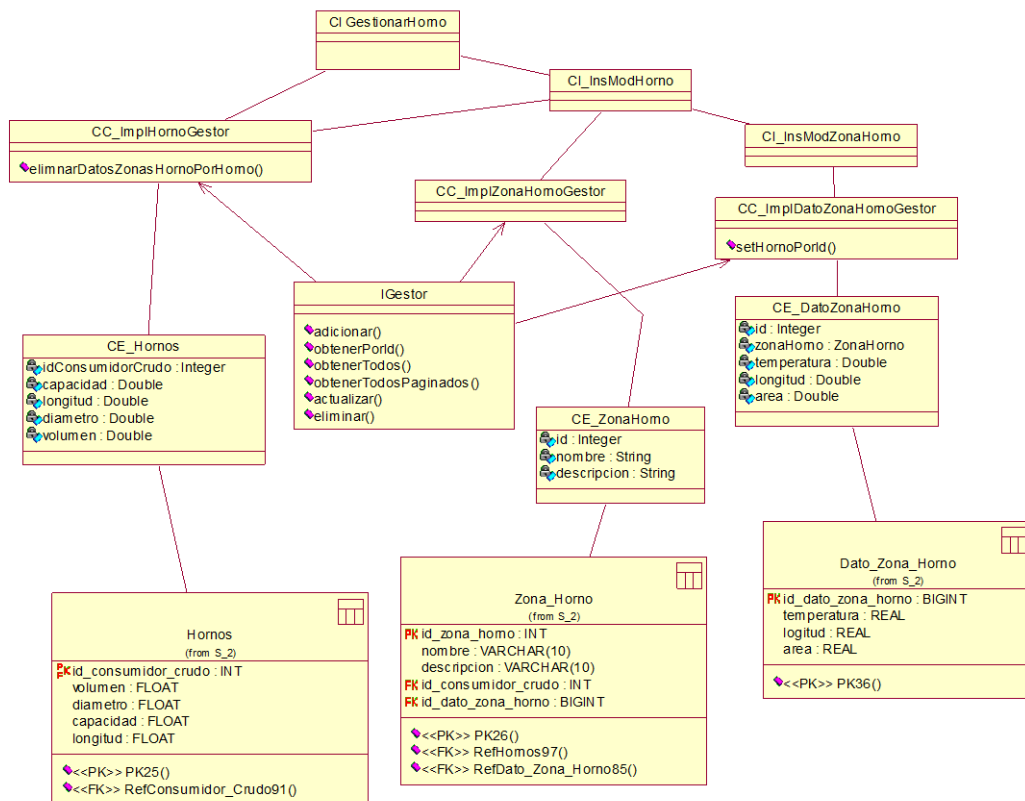 CI GestionarHorno
CI_InsModHorno
CC_ImplHornoGestor
elimnarDatosZonasHornoPorHorno()
CI_InsModZonaHorno
CC_ImplZonaHornoGestor
CC_ImplDatoZonaHornoGestor
setHornoPorId()
IGestor
adicionar()
obtenerPorId()
obtenerTodos()
obtenerTodosPaginados()
actualizar()
eliminar()
CE_Hornos
idConsumidorCrudo : Integer
capacidad : Double
longitud : Double
diametro : Double
volumen : Double
CE_DatoZonaHorno
id : Integer
zonaHorno : ZonaHorno
temperatura : Double
longitud : Double
area : Double
CE_ZonaHorno
id : Integer
nombre : String
descripcion : String
Hornos
(from S_2)
PF K id_consumidor_crudo : INT
volumen : FLOAT
diametro : FLOAT
capacidad : FLOAT
longitud : FLOAT
<<PK>> PK25()
<<FK>> RefConsumidor_Crudo91()
Zona_Horno
(from S_2)
PK id_zona_horno : INT
nombre : VARCHAR(10)
descripcion : VARCHAR(10)
FK id_consumidor_crudo : INT
FK id_dato_zona_horno : BIGINT
<<PK>> PK26()
<<FK>> RefHornos97()
<<FK>> RefDato_Zona_Horno85()
Dato_Zona_Horno
(from S_2)
PK id_dato_zona_horno : BIGINT
temperatura : REAL
logitud : REAL
area : REAL
<<PK>> PK36()